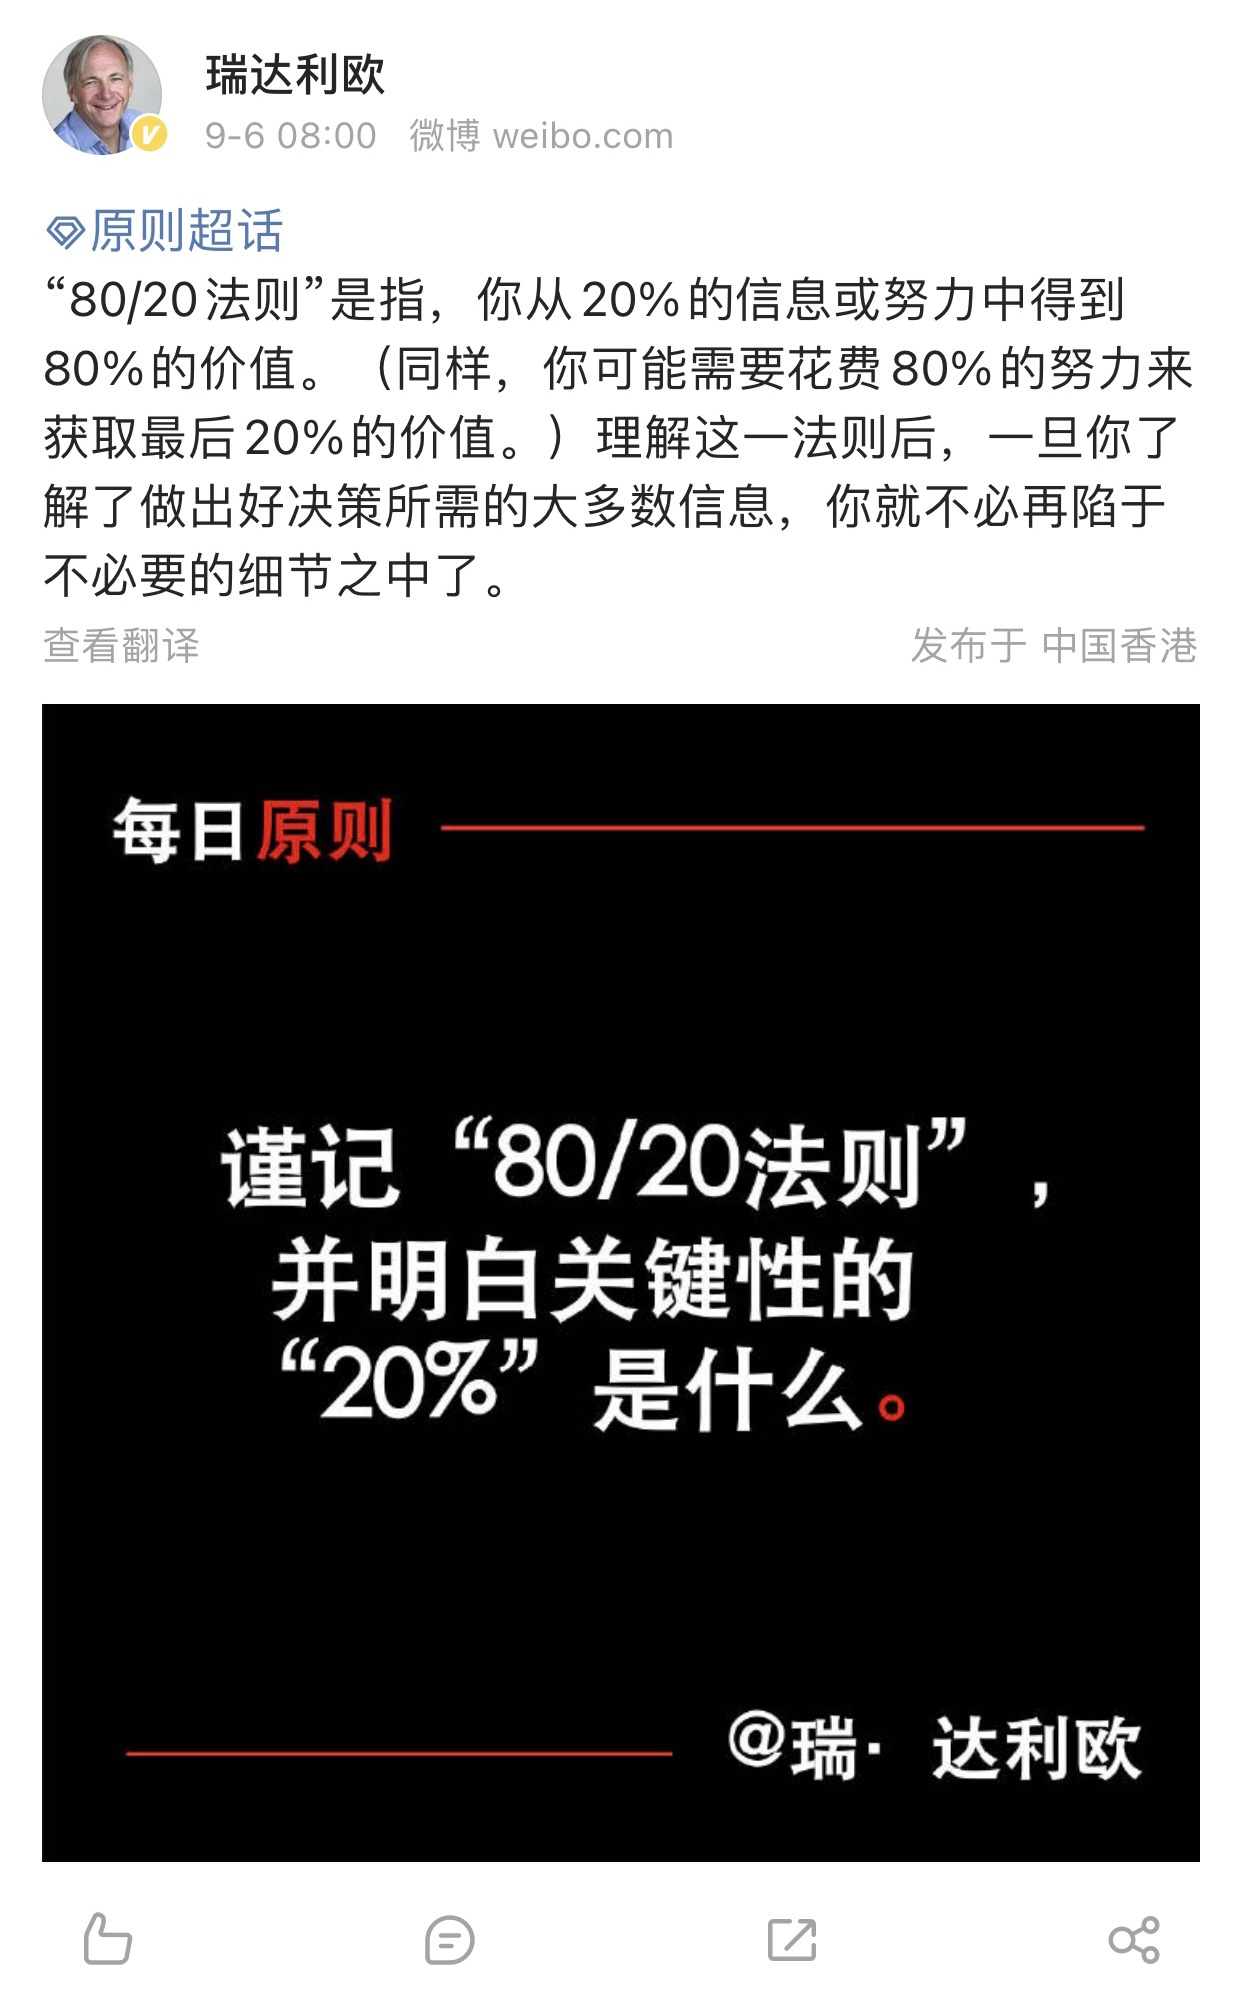 瑞达利欧
9-6 08:00 微博 weibo.com
原则超话
“80/20法则”是指，你从20%的信息或努力中得到
80%的价值。（同样，你可能需要花费80%的努力来
获取最后20%的价值。）理解这一法则后，一旦你了
解了做出好决策所需的大多数信息，你就不必再陷于
不必要的细节之中了。
查看翻译 发布于 中国香港
每日原则
谨记“80/20法则”，
并明白关键性的
“20%”是什么。
@瑞·达利欧